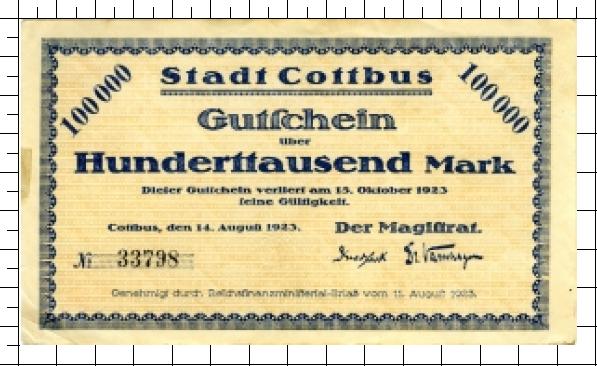 100000
100000
Stadt Cottbus
Gutſchein
über
Hunderttauſend Mark
Dieſer Gutſchein verliert am 15. Oktober 1923
ſeine Gültigkeit.
Cottbus, den 14. Auguſt 1923. Der Magiſtrat.
№ 33798
Genehmigt durch Reichsfinanzminiſterial-Erlaß vom 11. Auguſt 1923.